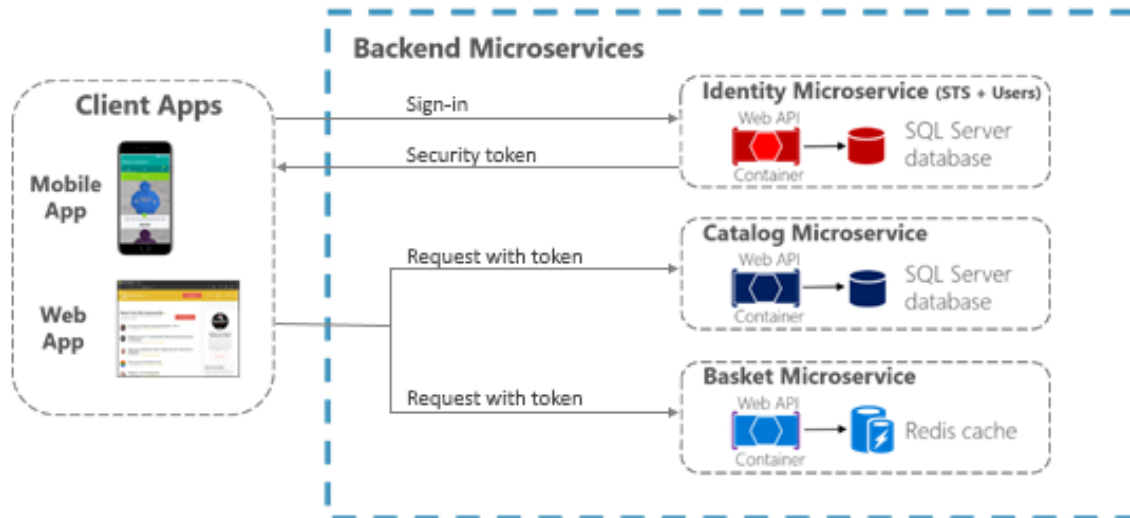 Backend Microservices
Client Apps
Mobile
App
Web
App
Sign-in
Security token
Request with token
Request with token
Identity Microservice (STS + Users)
Web API
Container
SQL Server
database
Catalog Microservice
Web API
Container
SQL Server
database
Basket Microservice
Web API
Container
Redis cache